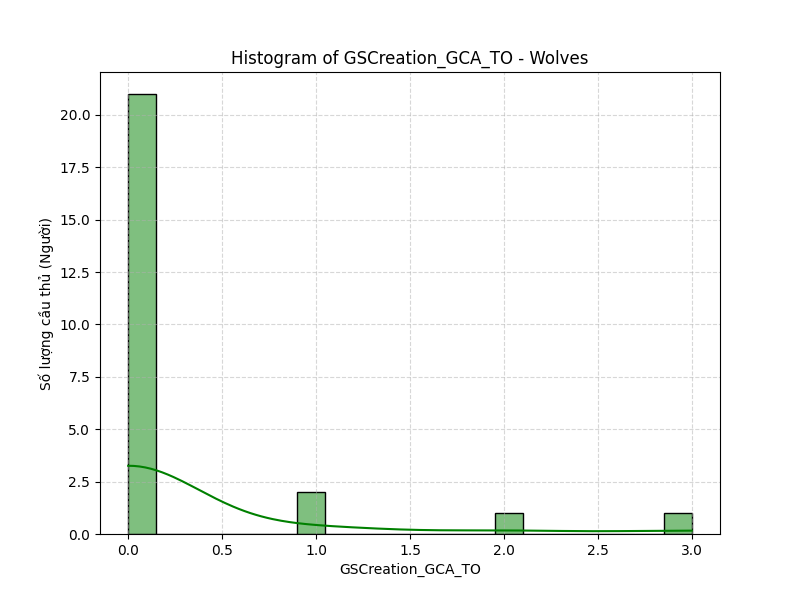 Histogram of GSCreation_GCA_TO - Wolves
Số lượng cầu thủ (Người)
20.0
17.5
15.0
12.5
10.0
7.5
5.0
2.5
0.0
0.0 0.5 1.0 1.5 2.0 2.5 3.0
GSCreation_GCA_TO